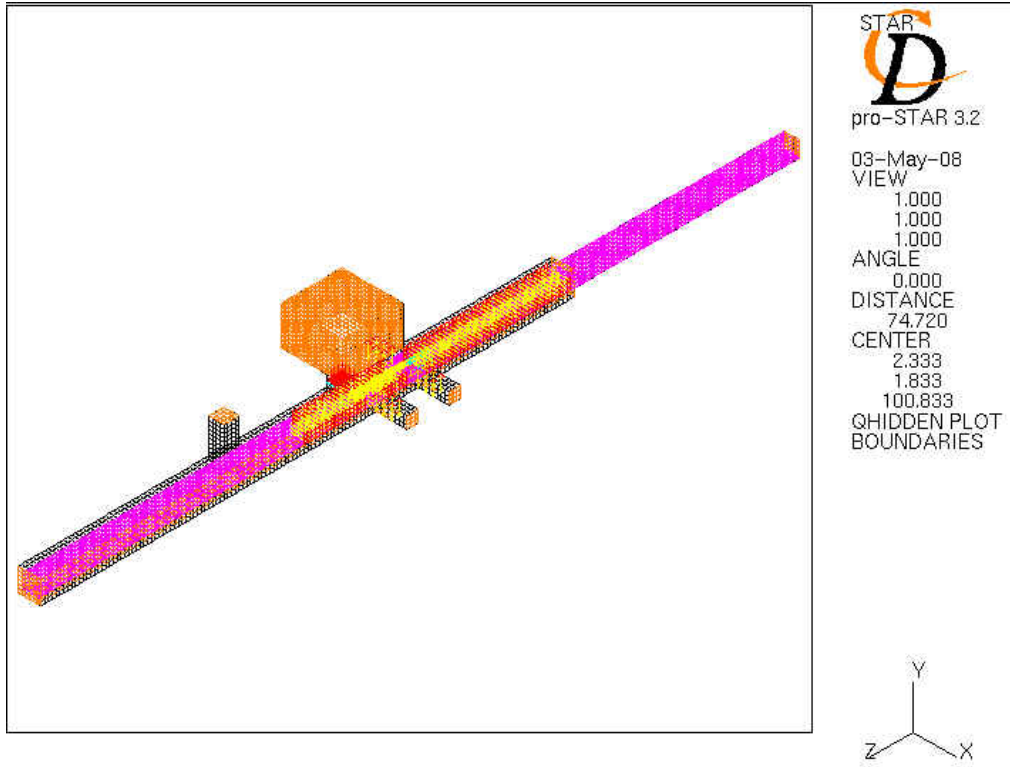 STAR
CD
pro-STAR 3.2
03-May-08
VIEW
1.000
1.000
1.000
ANGLE
0.000
DISTANCE
74.720
CENTER
2.333
1.833
100.833
QHIDDEN PLOT
BOUNDARIES
Y
Z X